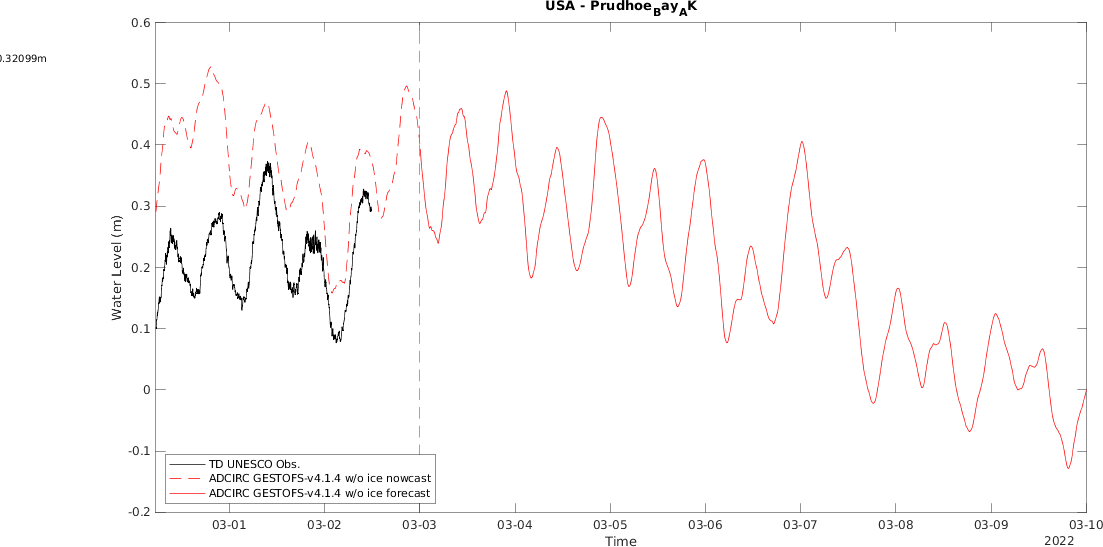 USA - Prudhoe_Bay_AK
0.32099m
0.6
0.5
0.4
0.3
0.2
0.1
0
-0.1
-0.2
Water Level (m)
TD UNESCO Obs.
ADCIRC GESTOFS-v4.1.4 w/o ice nowcast
ADCIRC GESTOFS-v4.1.4 w/o ice forecast
03-01 03-02 03-03 03-04 03-05 03-06 03-07 03-08 03-09 03-10
Time
2022